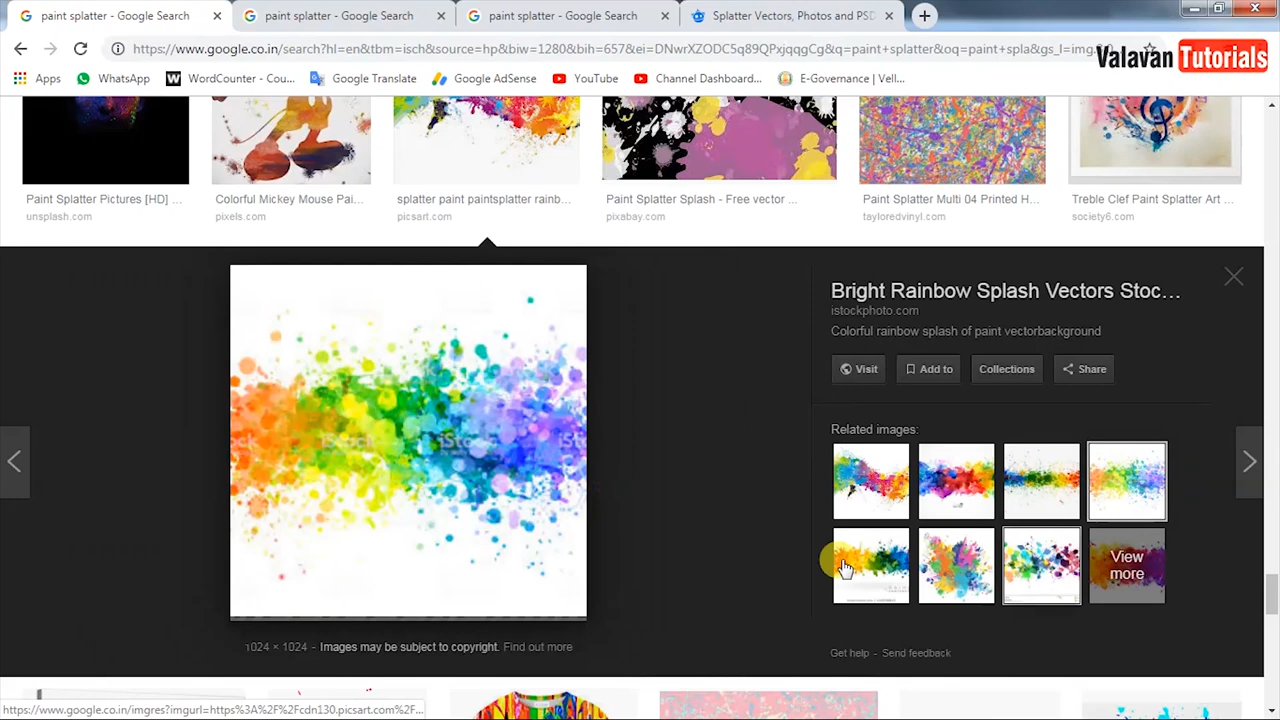 paint splatter - Google Search
paint splatter - Google Search
paint splatter - Google Search
Splatter Vectors, Photos and PSD
https://www.google.co.in/search?hl=en&tbm=isch&source=hp&biw=1280&bih=657&ei=DNwrXZODC5q89QPxjqqgCg&q=paint+splatter&oq=paint+spla&gs_l=img.
Valavan Tutorials
Apps
WhatsApp
WordCounter - Cou...
Google Translate
Google AdSense
YouTube
Channel Dashboard...
E-Governance | Vell...
Paint Splatter Pictures [HD] ...
unsplash.com
Colorful Mickey Mouse Pai...
pixels.com
splatter paint paintsplatter rainb...
picsart.com
Paint Splatter Splash - Free vector ...
pixabay.com
Paint Splatter Multi 04 Printed H...
tayloredvinyl.com
Treble Clef Paint Splatter Art ...
society6.com
Bright Rainbow Splash Vectors Stoc...
istockphoto.com
Colorful rainbow splash of paint vectorbackground
Visit
Add to
Collections
Share
Related images:
View
more
iStock
iStock
1024 × 1024 - Images may be subject to copyright. Find out more
Get help - Send feedback
https://www.google.co.in/imgres?imgurl=https%3A%2F%2Fcdn130.picsart.com%2F...